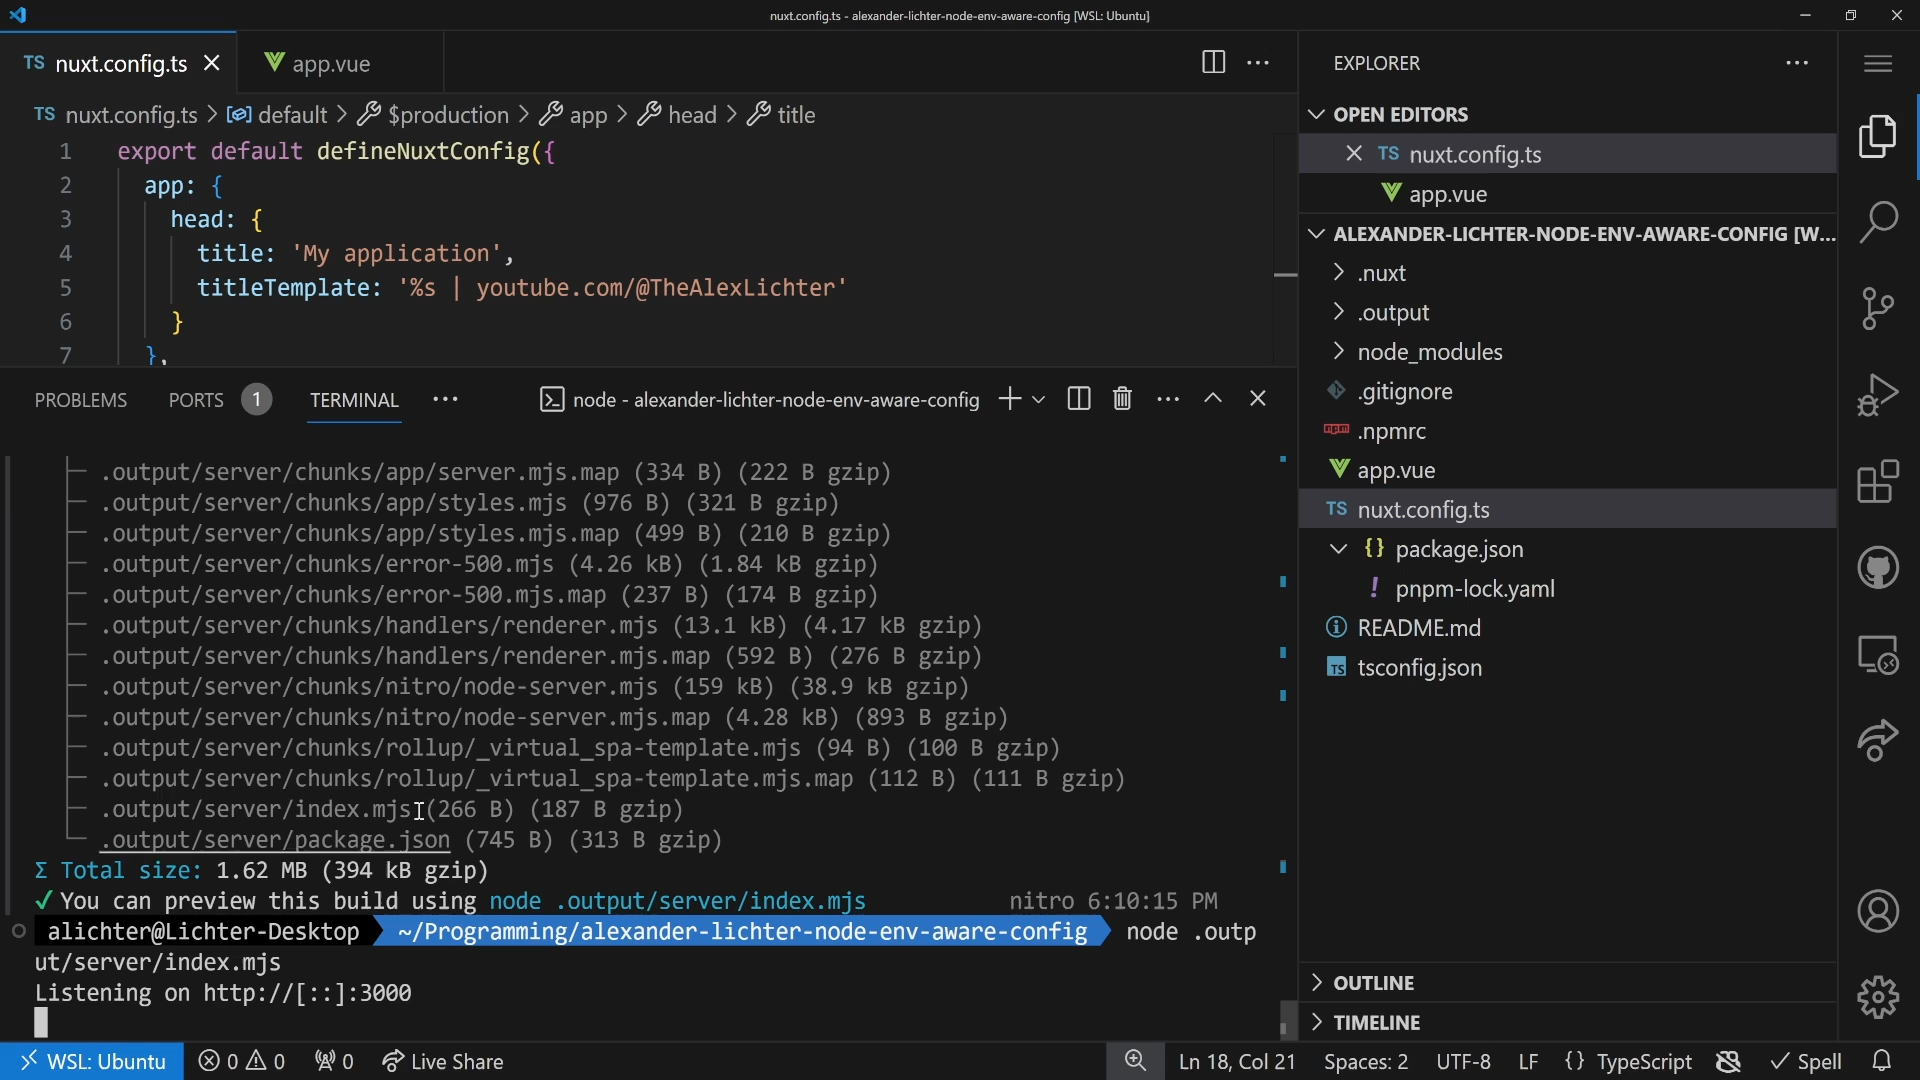 nuxt.config.ts - alexander-lichter-node-env-aware-config [WSL: Ubuntu]
TS nuxt.config.ts
app.vue
TS nuxt.config.ts > default > $production > app > head > title
1 export default defineNuxtConfig({
2 app: {
3 head: {
4 title: 'My application',
5 titleTemplate: '%s | youtube.com/@TheAlexLichter'
6 }
7 },
PROBLEMS PORTS 1 TERMINAL ··· node - alexander-lichter-node-env-aware-config
.output/server/chunks/app/server.mjs.map (334 B) (222 B gzip)
.output/server/chunks/app/styles.mjs (976 B) (321 B gzip)
.output/server/chunks/app/styles.mjs.map (499 B) (210 B gzip)
.output/server/chunks/error-500.mjs (4.26 kB) (1.84 kB gzip)
.output/server/chunks/error-500.mjs.map (237 B) (174 B gzip)
.output/server/chunks/handlers/renderer.mjs (13.1 kB) (4.17 kB gzip)
.output/server/chunks/handlers/renderer.mjs.map (592 B) (276 B gzip)
.output/server/chunks/nitro/node-server.mjs (159 kB) (38.9 kB gzip)
.output/server/chunks/nitro/node-server.mjs.map (4.28 kB) (893 B gzip)
.output/server/chunks/rollup/_virtual_spa-template.mjs (94 B) (100 B gzip)
.output/server/chunks/rollup/_virtual_spa-template.mjs.map (112 B) (111 B gzip)
.output/server/index.mjs (266 B) (187 B gzip)
.output/server/package.json (745 B) (313 B gzip)
Σ Total size: 1.62 MB (394 kB gzip)
✓ You can preview this build using node .output/server/index.mjs nitro 6:10:15 PM
alichter@Lichter-Desktop ~/Programming/alexander-lichter-node-env-aware-config node .outp
ut/server/index.mjs
Listening on http://[::]:3000
EXPLORER
OPEN EDITORS
TS nuxt.config.ts
app.vue
ALEXANDER-LICHTER-NODE-ENV-AWARE-CONFIG [W...
.nuxt
.output
node_modules
.gitignore
npm .npmrc
app.vue
TS nuxt.config.ts
{} package.json
! pnpm-lock.yaml
README.md
TS tsconfig.json
OUTLINE
TIMELINE
WSL: Ubuntu 0 0 0 Live Share Ln 18, Col 21 Spaces: 2 UTF-8 LF {} TypeScript Spell